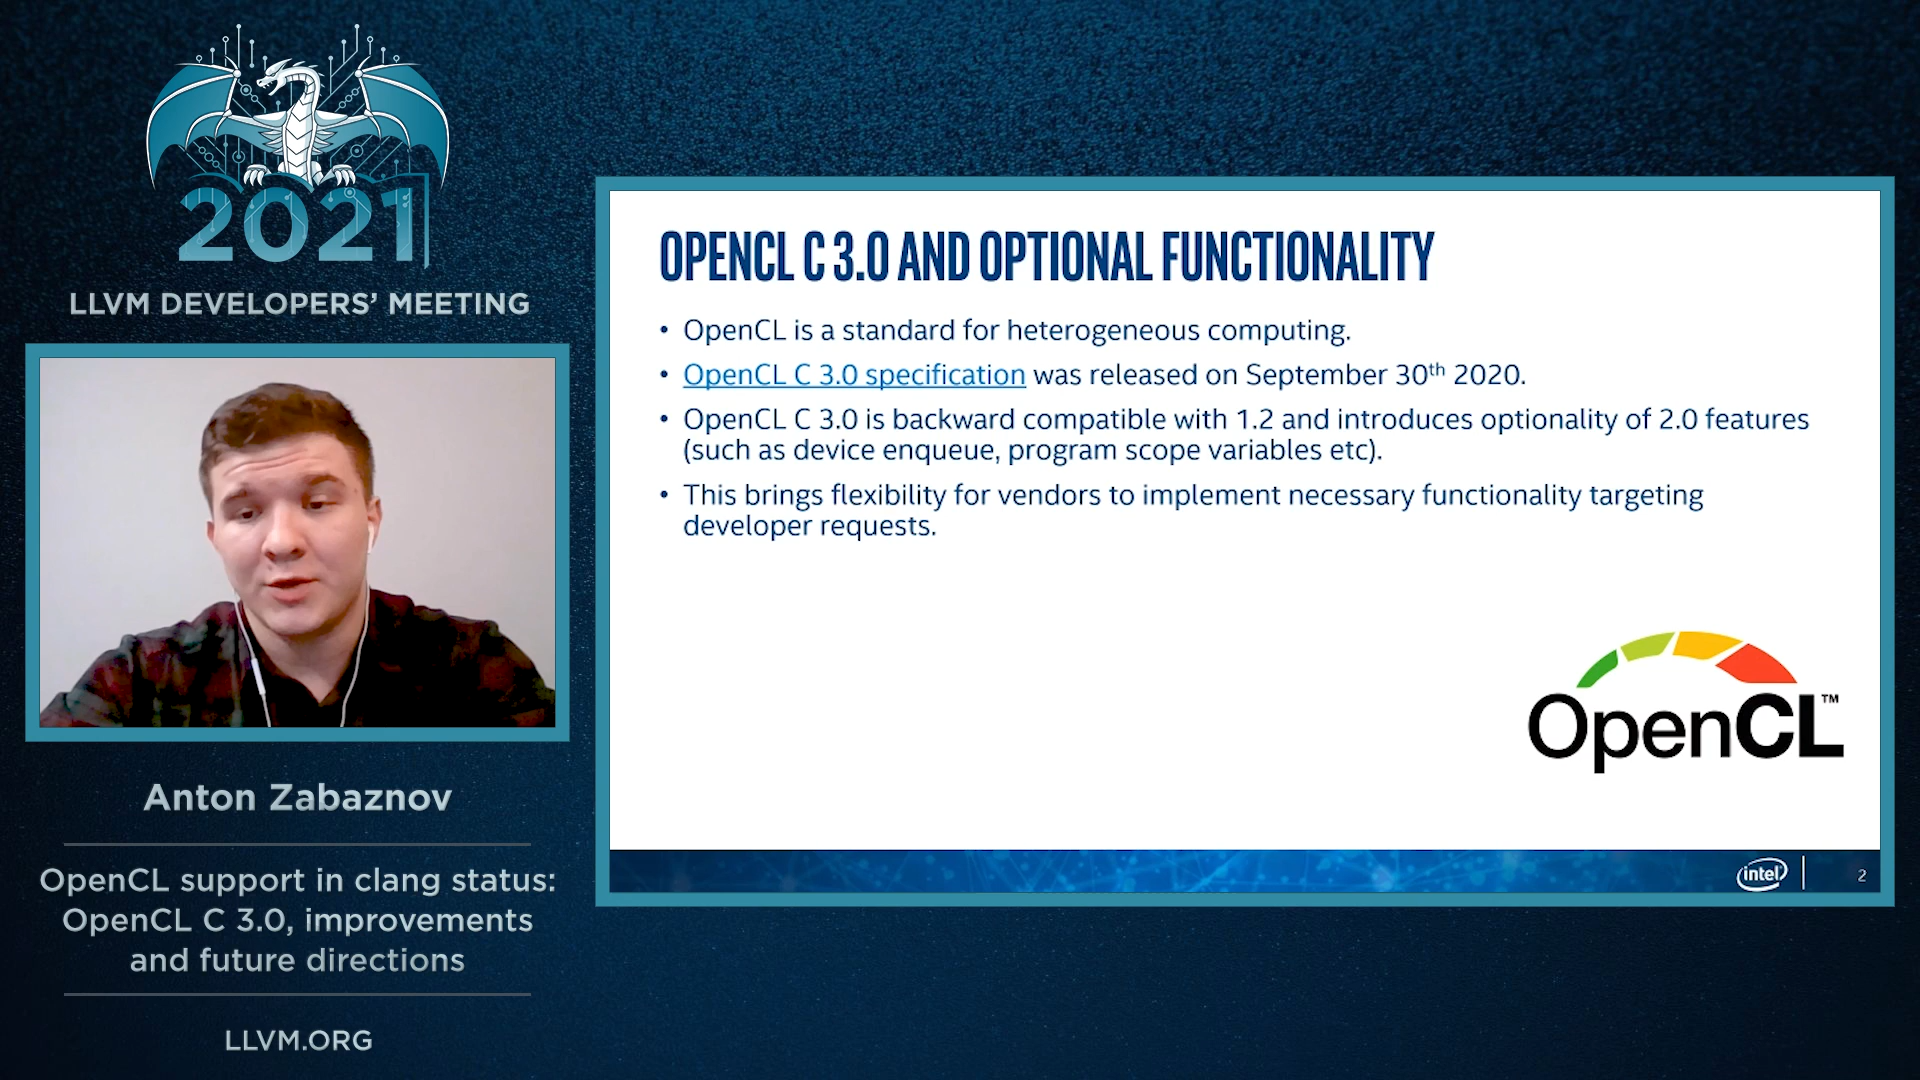 2021
LLVM DEVELOPERS’ MEETING
Anton Zabaznov
OpenCL support in clang status:
OpenCL C 3.0, improvements
and future directions
LLVM.ORG
OPENCL C 3.0 AND OPTIONAL FUNCTIONALITY
• OpenCL is a standard for heterogeneous computing.
• OpenCL C 3.0 specification was released on September 30th 2020.
• OpenCL C 3.0 is backward compatible with 1.2 and introduces optionality of 2.0 features
(such as device enqueue, program scope variables etc).
• This brings flexibility for vendors to implement necessary functionality targeting
developer requests.
OpenCL™
intel
2